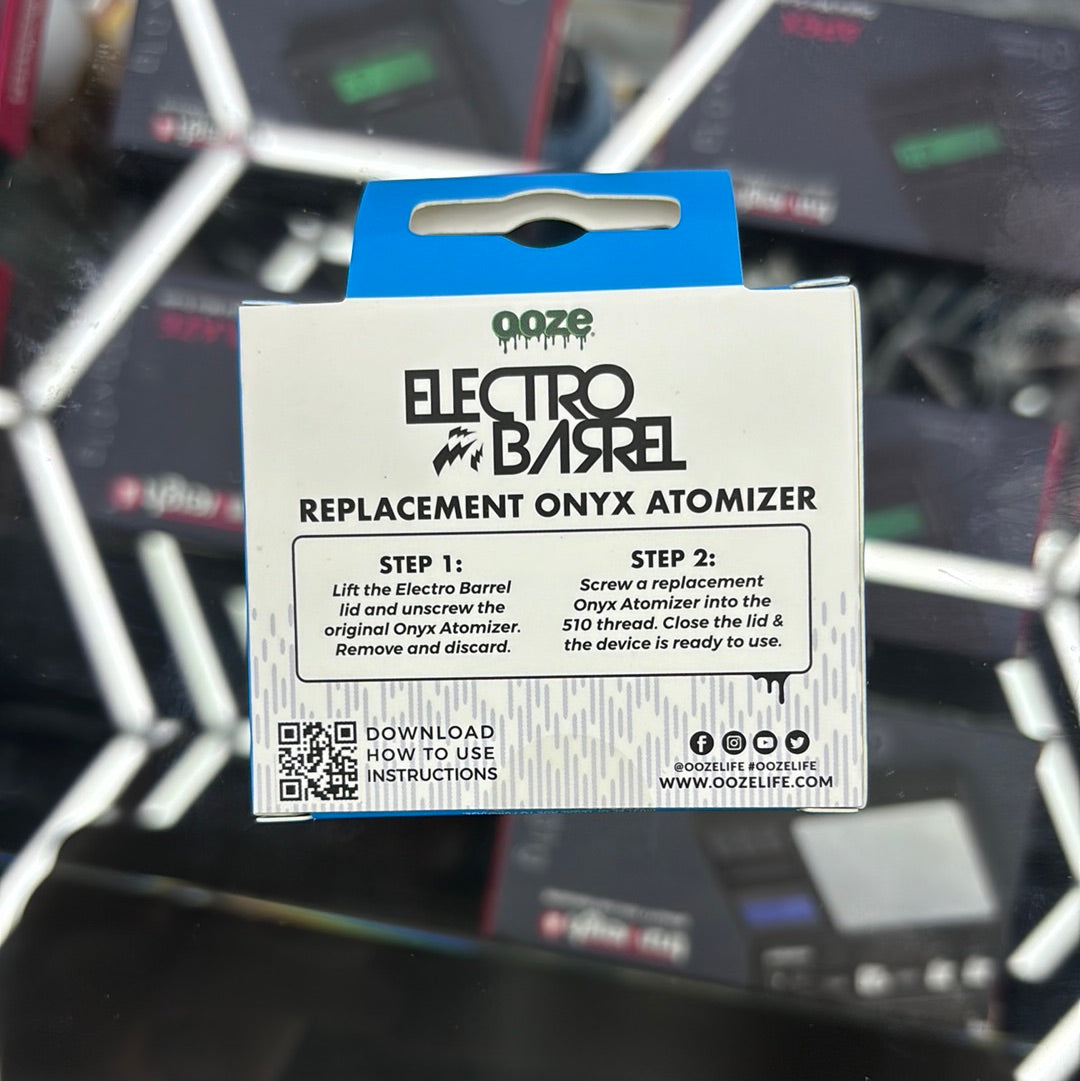 ooze
ELECTRO
BARREL
REPLACEMENT ONYX ATOMIZER
STEP 1:
Lift the Electro Barrel
lid and unscrew the
original Onyx Atomizer.
Remove and discard.
STEP 2:
Screw a replacement
Onyx Atomizer into the
510 thread. Close the lid &
the device is ready to use.
DOWNLOAD
HOW TO USE
INSTRUCTIONS
@OOZELIFE #OOZELIFE
WWW.OOZELIFE.COM